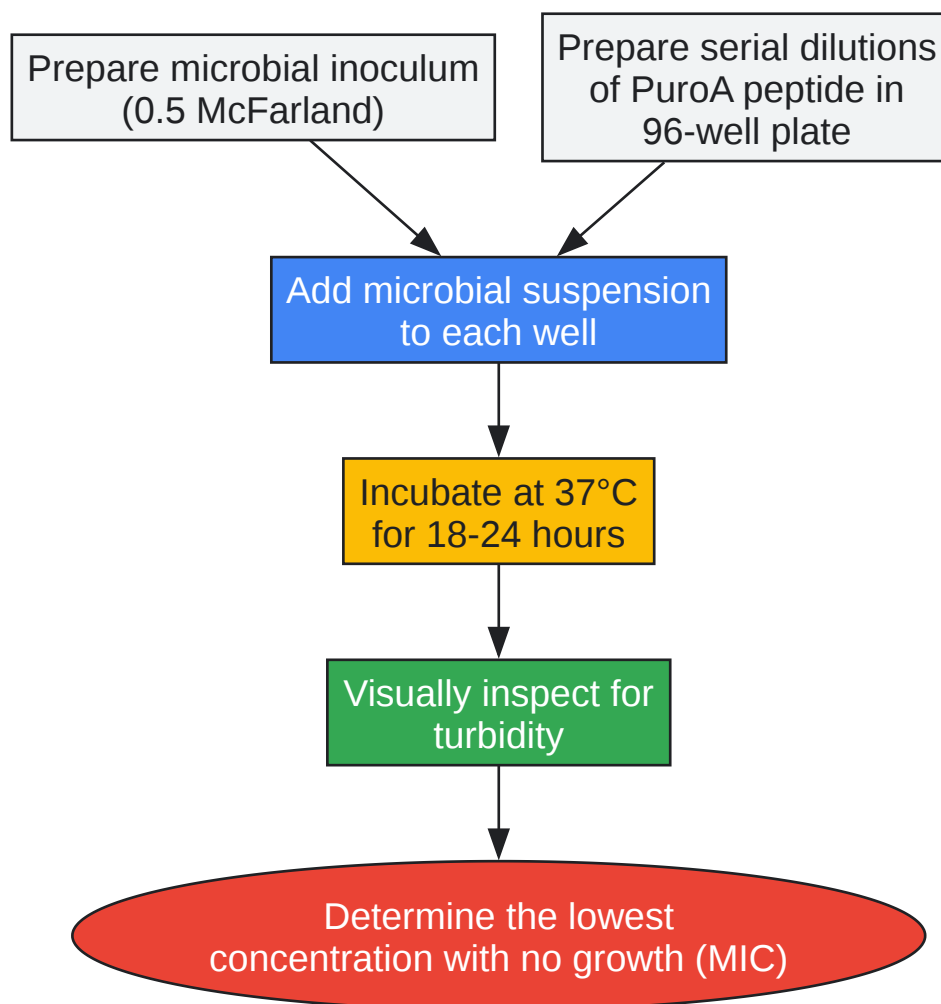 Prepare microbial inoculum
(0.5 McFarland)
Prepare serial dilutions
of PuroA peptide in
96-well plate
Add microbial suspension
to each well
Incubate at 37°C
for 18-24 hours
Visually inspect for
turbidity
Determine the lowest
concentration with no growth (MIC)